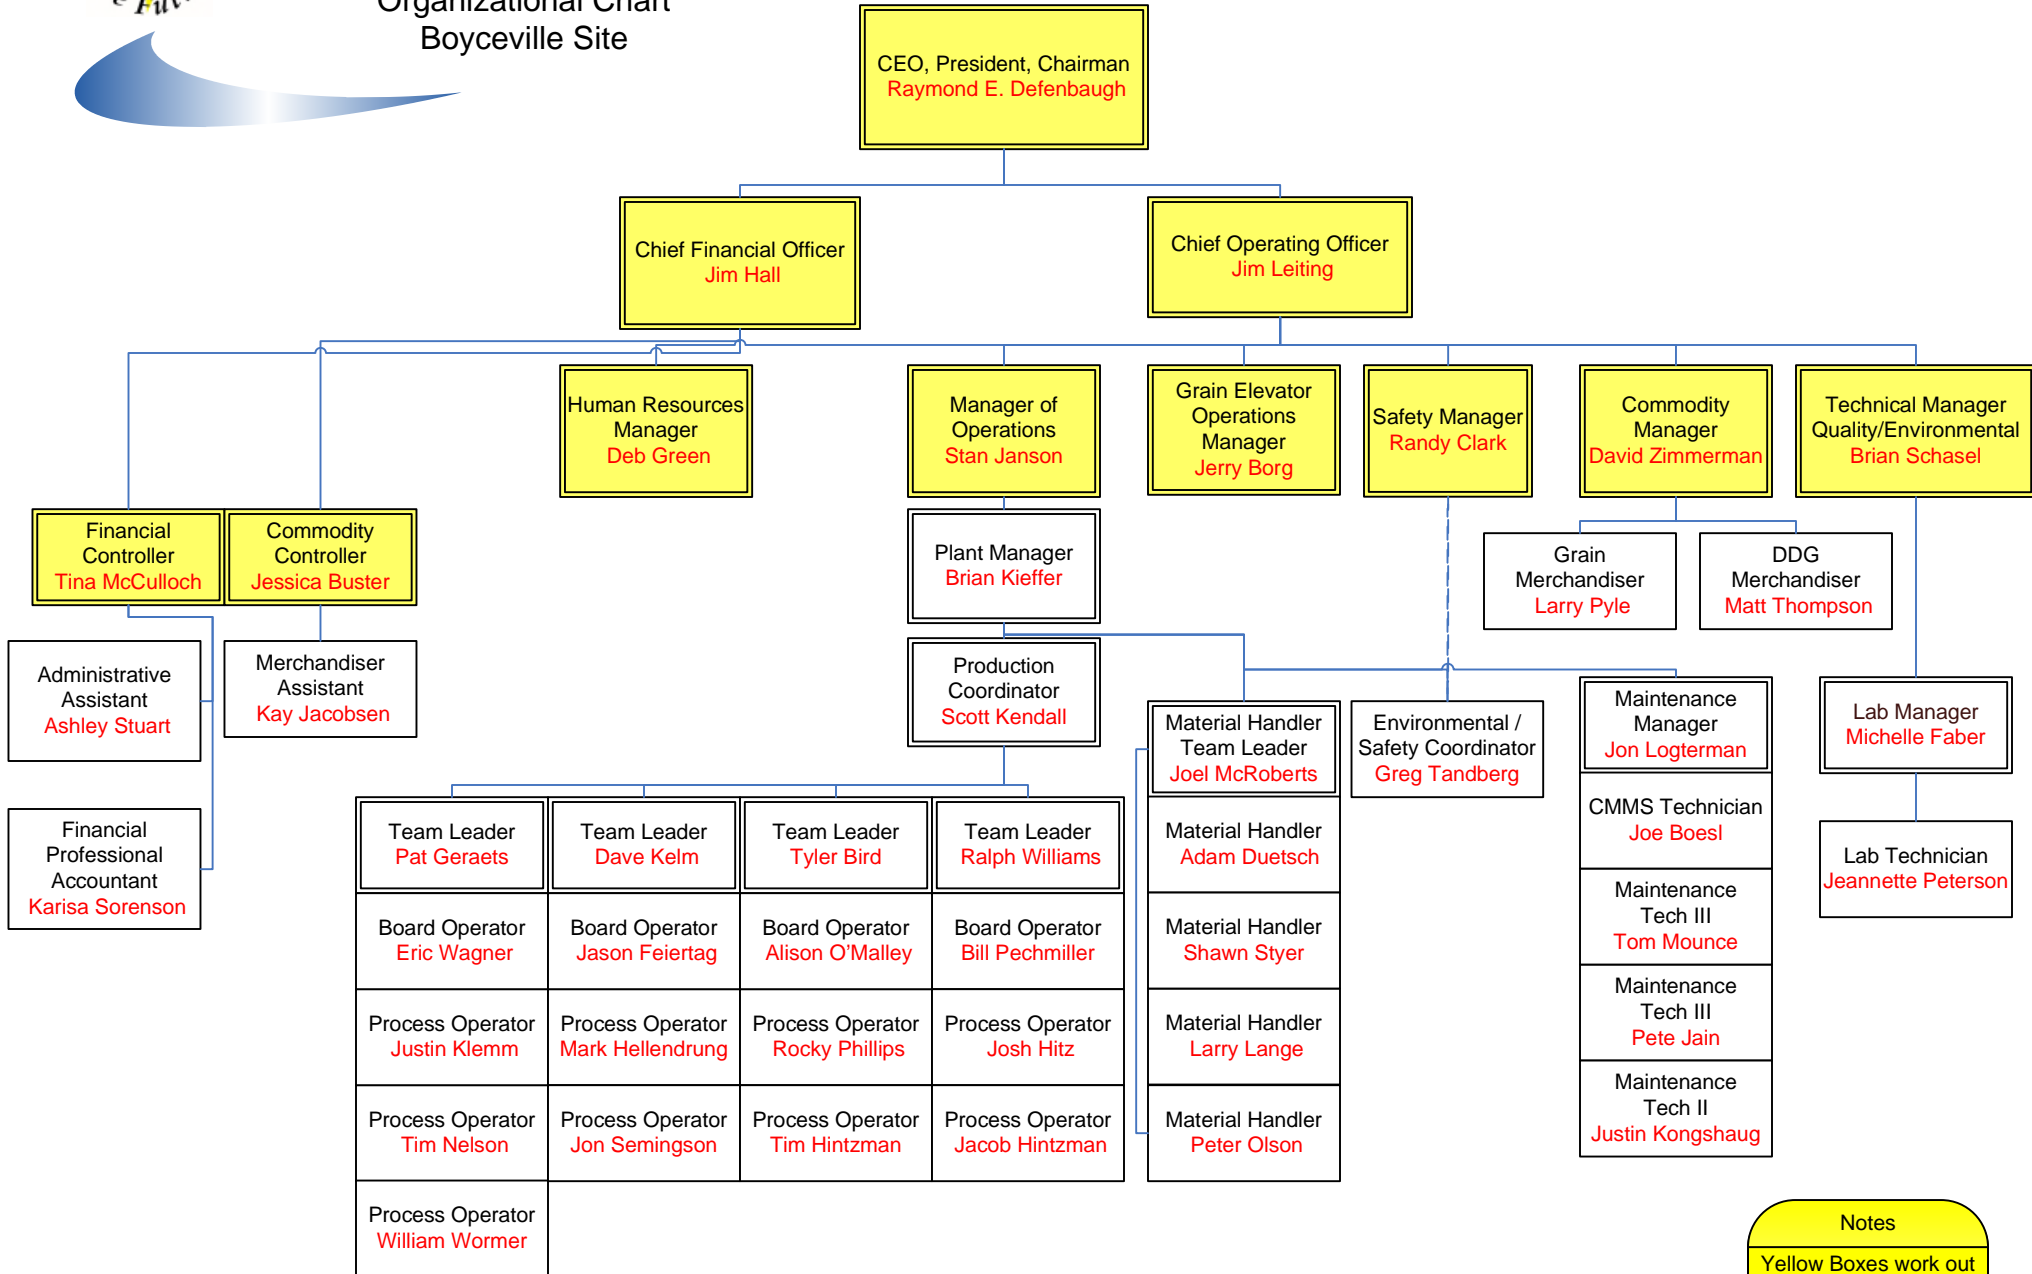 Futu
Organizational Chart
Boyceville Site
CEO, President, Chairman
Raymond E. Defenbaugh
Chief Financial Officer
Jim Hall
Chief Operating Officer
Jim Leiting
Human Resources
Manager
Deb Green
Manager of
Operations
Stan Janson
Grain Elevator
Operations
Manager
Jerry Borg
Safety Manager
Randy Clark
Commodity
Manager
David Zimmerman
Technical Manager
Quality/Environmental
Brian Schasel
Financial
Controller
Tina McCulloch
Commodity
Controller
Jessica Buster
Plant Manager
Brian Kieffer
Grain
Merchandiser
Larry Pyle
DDG
Merchandiser
Matt Thompson
Administrative
Assistant
Ashley Stuart
Merchandiser
Assistant
Kay Jacobsen
Production
Coordinator
Scott Kendall
Material Handler
Team Leader
Joel McRoberts
Environmental /
Safety Coordinator
Greg Tandberg
Maintenance
Manager
Jon Logterman
Lab Manager
Michelle Faber
Financial
Professional
Accountant
Karisa Sorenson
Team Leader
Pat Geraets
Team Leader
Dave Kelm
Team Leader
Tyler Bird
Team Leader
Ralph Williams
Material Handler
Adam Duetsch
CMMS Technician
Joe Boesl
Lab Technician
Jeannette Peterson
Board Operator
Eric Wagner
Board Operator
Jason Feiertag
Board Operator
Alison O’Malley
Board Operator
Bill Pechmiller
Material Handler
Shawn Styer
Maintenance
Tech III
Tom Mounce
Process Operator
Justin Klemm
Process Operator
Mark Hellendrung
Process Operator
Rocky Phillips
Process Operator
Josh Hitz
Material Handler
Larry Lange
Maintenance
Tech III
Pete Jain
Process Operator
Tim Nelson
Process Operator
Jon Semingson
Process Operator
Tim Hintzman
Process Operator
Jacob Hintzman
Material Handler
Peter Olson
Maintenance
Tech II
Justin Kongshaug
Process Operator
William Wormer
Notes
Yellow Boxes work out